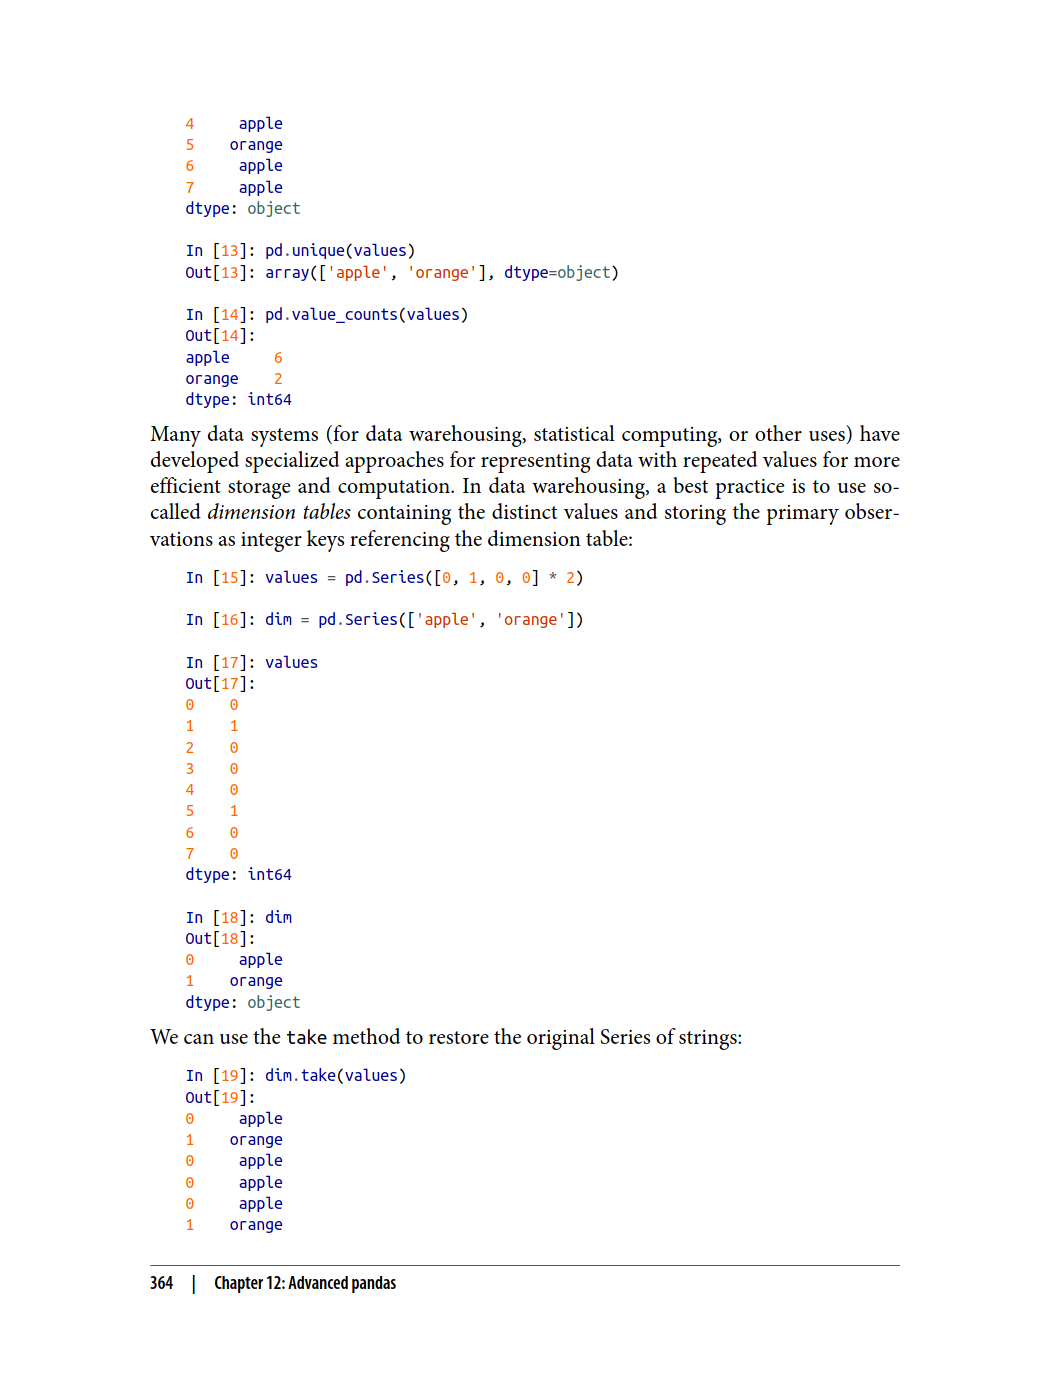 4     apple
5    orange
6     apple
7     apple
dtype: object
In [13]: pd.unique(values)
Out[13]: array(['apple', 'orange'], dtype=object)
In [14]: pd.value_counts(values)
Out[14]:
apple     6
orange    2
dtype: int64
Many data systems (for data warehousing, statistical computing, or other uses) have
developed specialized approaches for representing data with repeated values for more
efficient storage and computation. In data warehousing, a best practice is to use so-
called dimension tables containing the distinct values and storing the primary obser-
vations as integer keys referencing the dimension table:
In [15]: values = pd.Series([0, 1, 0, 0] * 2)
In [16]: dim = pd.Series(['apple', 'orange'])
In [17]: values
Out[17]:
0    0
1    1
2    0
3    0
4    0
5    1
6    0
7    0
dtype: int64
In [18]: dim
Out[18]:
0     apple
1    orange
dtype: object
We can use the take method to restore the original Series of strings:
In [19]: dim.take(values)
Out[19]:
0     apple
1    orange
0     apple
0     apple
0     apple
1    orange
364 | Chapter 12: Advanced pandas